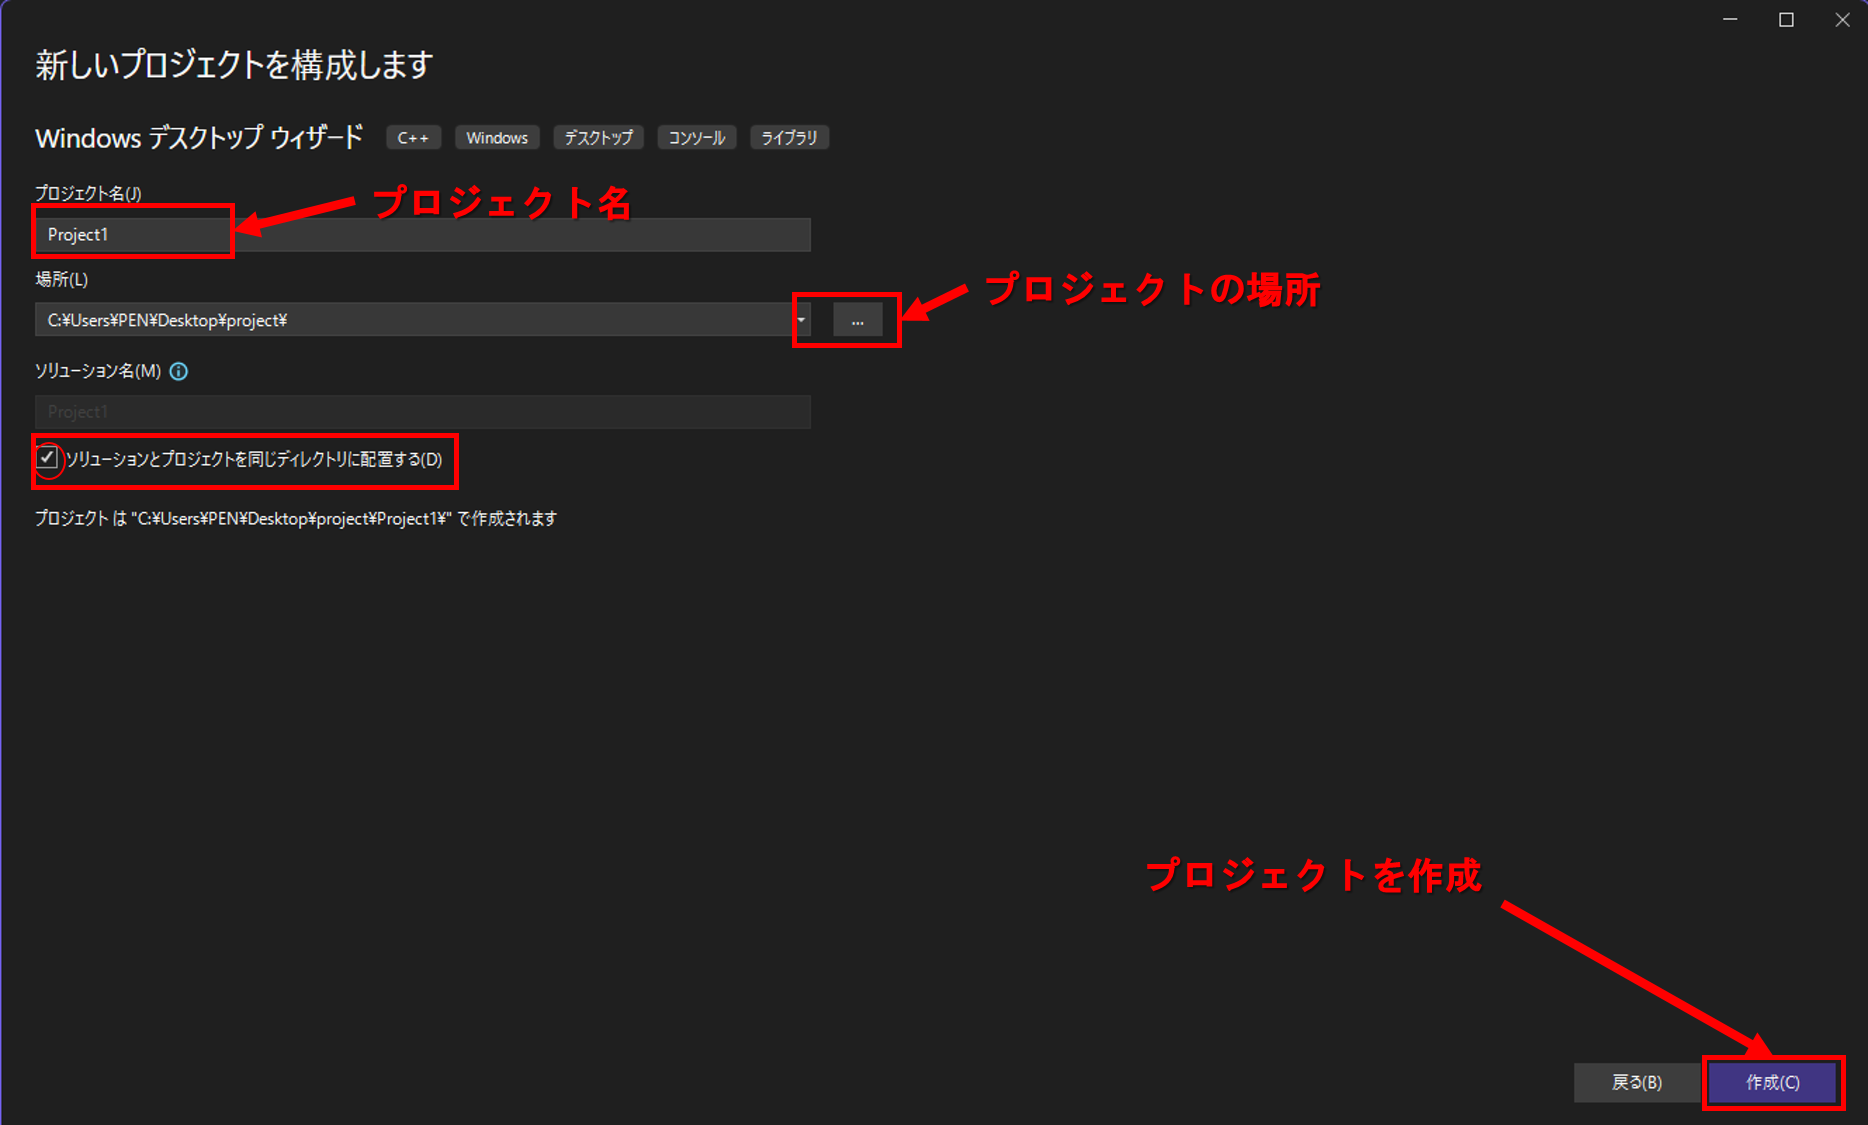 新しいプロジェクトを構成します
Windows デスクトップ ウィザード C++ Windows デスクトップ コンソール ライブラリ
プロジェクト名(J)
プロジェクト名
Project1
場所(L)
プロジェクトの場所
C:¥Users¥PEN¥Desktop¥project¥ ...
ソリューション名(M)
Project1
ソリューションとプロジェクトを同じディレクトリに配置する(D)
プロジェクト は "C:¥Users¥PEN¥Desktop¥project¥Project1¥" で作成されます
プロジェクトを作成
戻る(B) 作成(C)